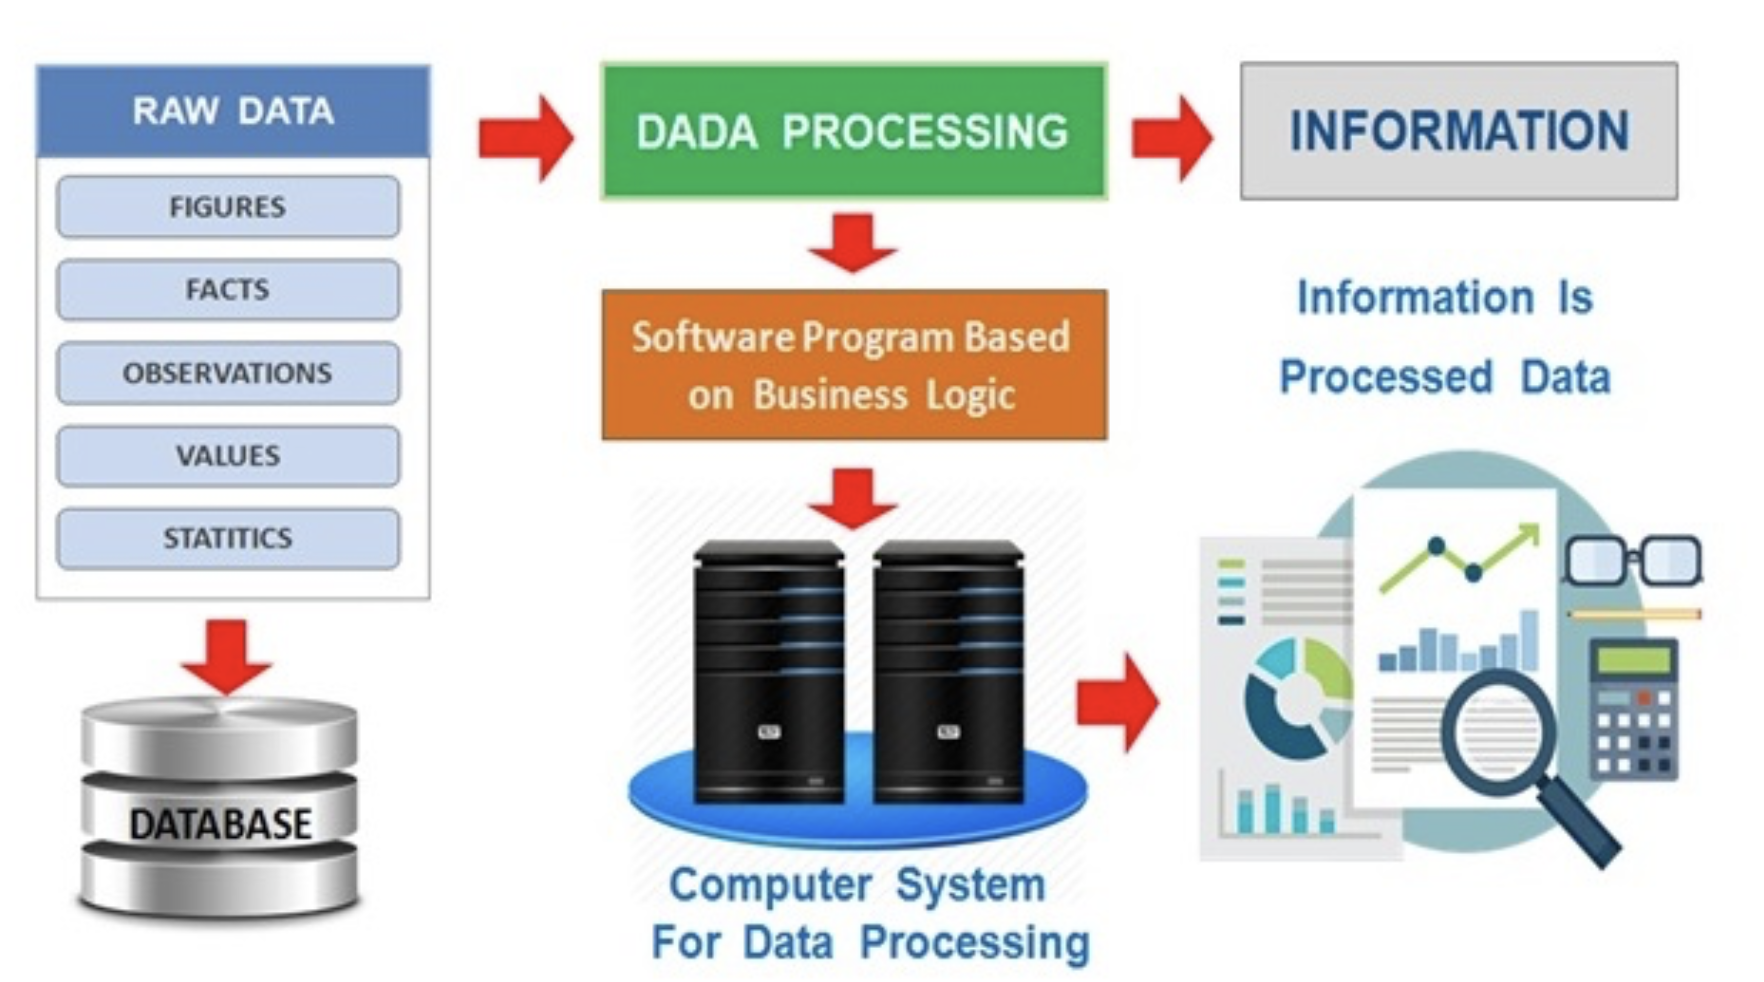 RAW DATA
FIGURES
FACTS
OBSERVATIONS
VALUES
STATITICS
DATABASE
DADA PROCESSING
Software Program Based
on Business Logic
Computer System
For Data Processing
INFORMATION
Information Is
Processed Data